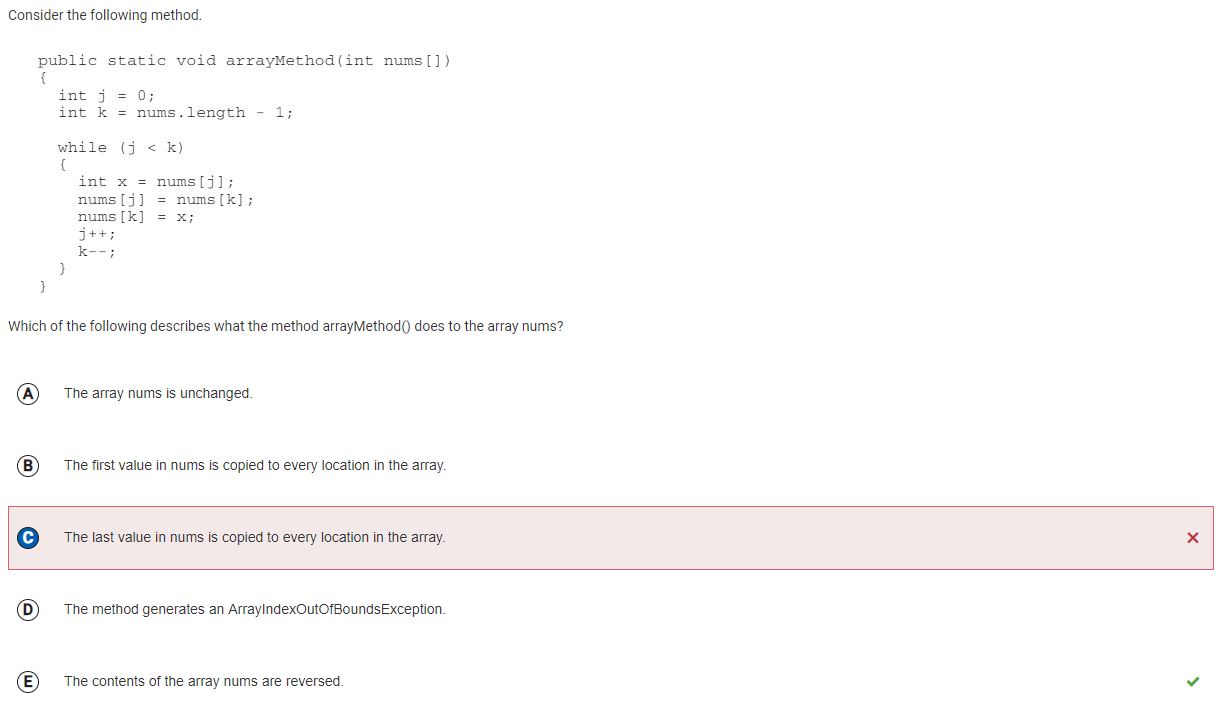 Consider the following method.
public static void arrayMethod(int nums[])
{
int j = 0;
int k = nums.length - 1;
while (j < k)
{
int x = nums[j];
nums[j] = nums[k];
nums[k] = x;
j++;
k--;
}
}
Which of the following describes what the method arrayMethod() does to the array nums?
A The array nums is unchanged.
B The first value in nums is copied to every location in the array.
C The last value in nums is copied to every location in the array.
D The method generates an ArrayIndexOutOfBoundsException.
E The contents of the array nums are reversed.